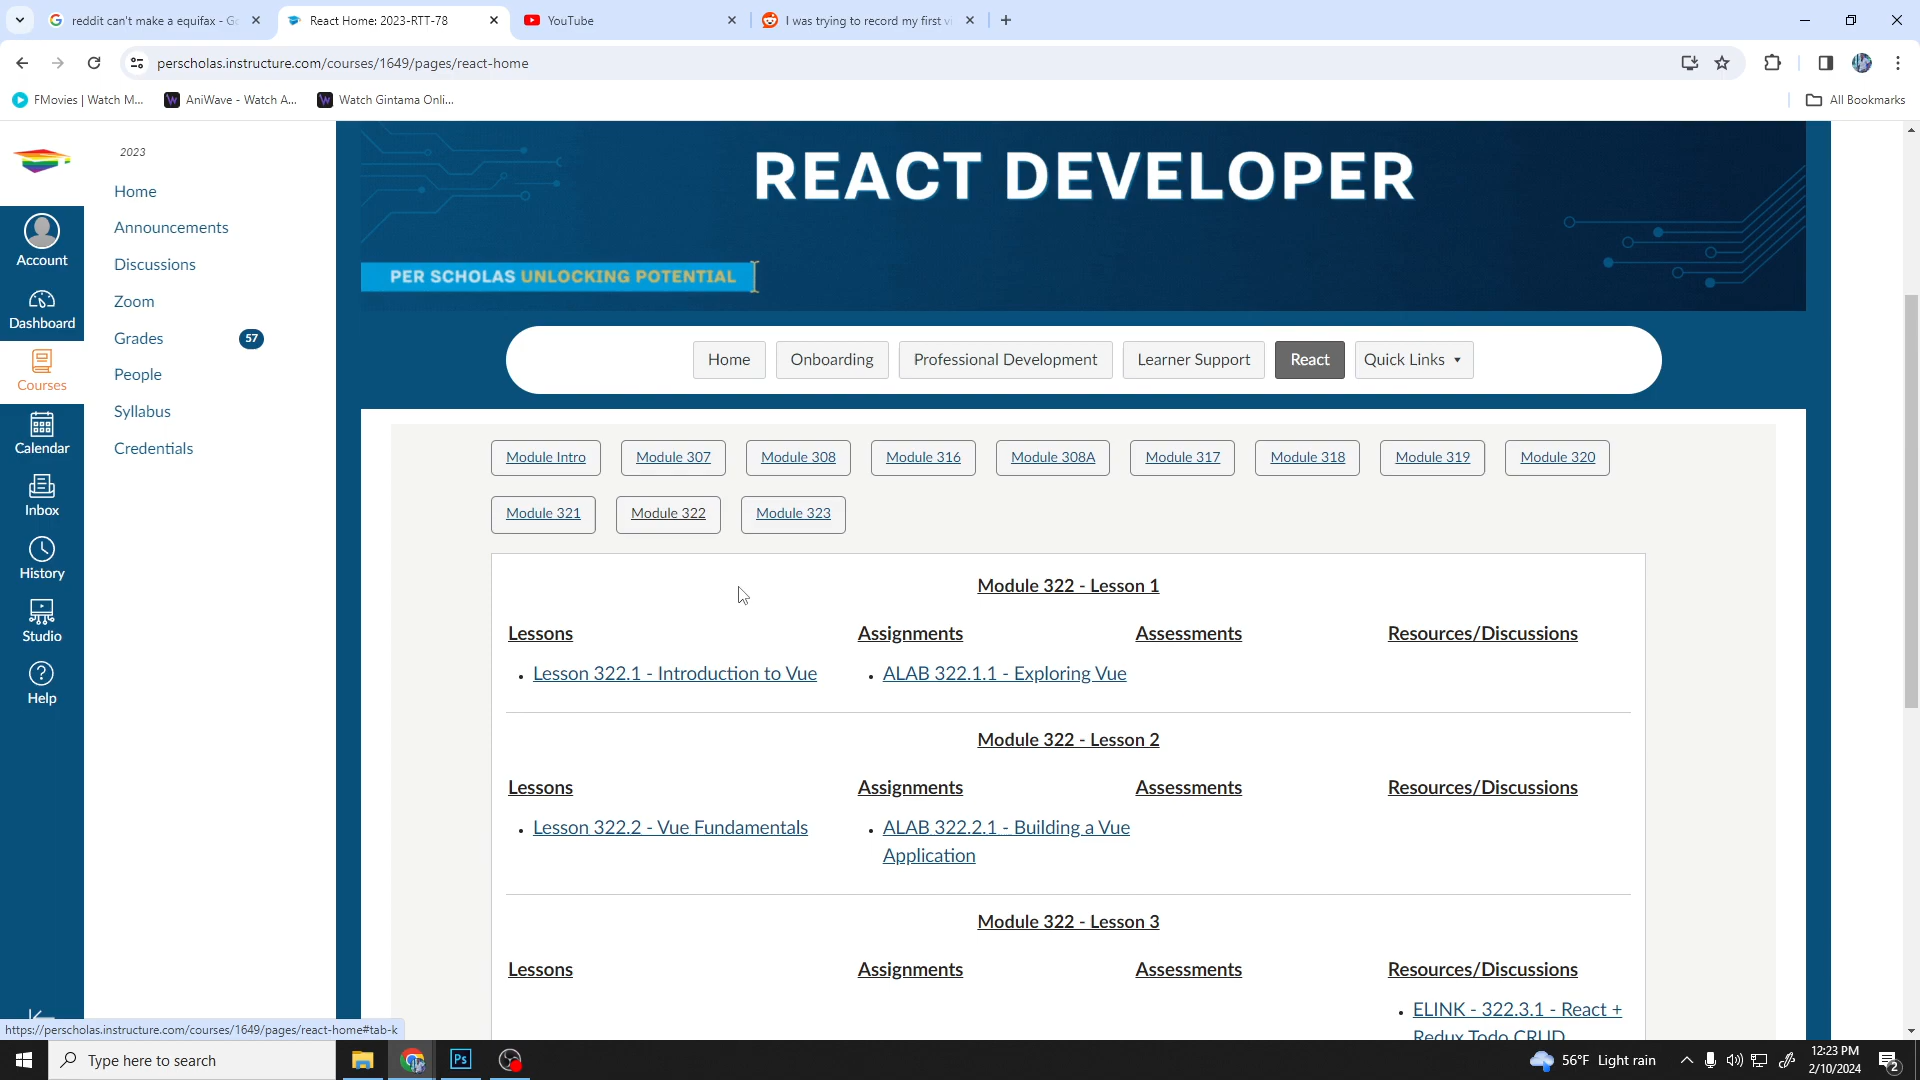 reddit can't make a equifax - Go
React Home: 2023-RTT-78
YouTube
I was trying to record my first vi
perscholas.instructure.com/courses/1649/pages/react-home
FMovies | Watch M...
AniWave - Watch A...
Watch Gintama Onli...
All Bookmarks
2023
Home
Announcements
Discussions
Zoom
Grades
57
People
Syllabus
Credentials
Account
Dashboard
Courses
Calendar
Inbox
History
Studio
Help
REACT DEVELOPER
PER SCHOLAS UNLOCKING POTENTIAL
Home
Onboarding
Professional Development
Learner Support
React
Quick Links
Module Intro
Module 307
Module 308
Module 316
Module 308A
Module 317
Module 318
Module 319
Module 320
Module 321
Module 322
Module 323
Module 322 - Lesson 1
Lessons
Assignments
Assessments
Resources/Discussions
Lesson 322.1 - Introduction to Vue
ALAB 322.1.1 - Exploring Vue
Module 322 - Lesson 2
Lessons
Assignments
Assessments
Resources/Discussions
Lesson 322.2 - Vue Fundamentals
ALAB 322.2.1 - Building a Vue
Application
Module 322 - Lesson 3
Lessons
Assignments
Assessments
Resources/Discussions
ELINK - 322.3.1 - React +
Redux Todo CRUD
https://perscholas.instructure.com/courses/1649/pages/react-home#tab-k
Type here to search
Ps
56°F Light rain
12:23 PM
2/10/2024
2